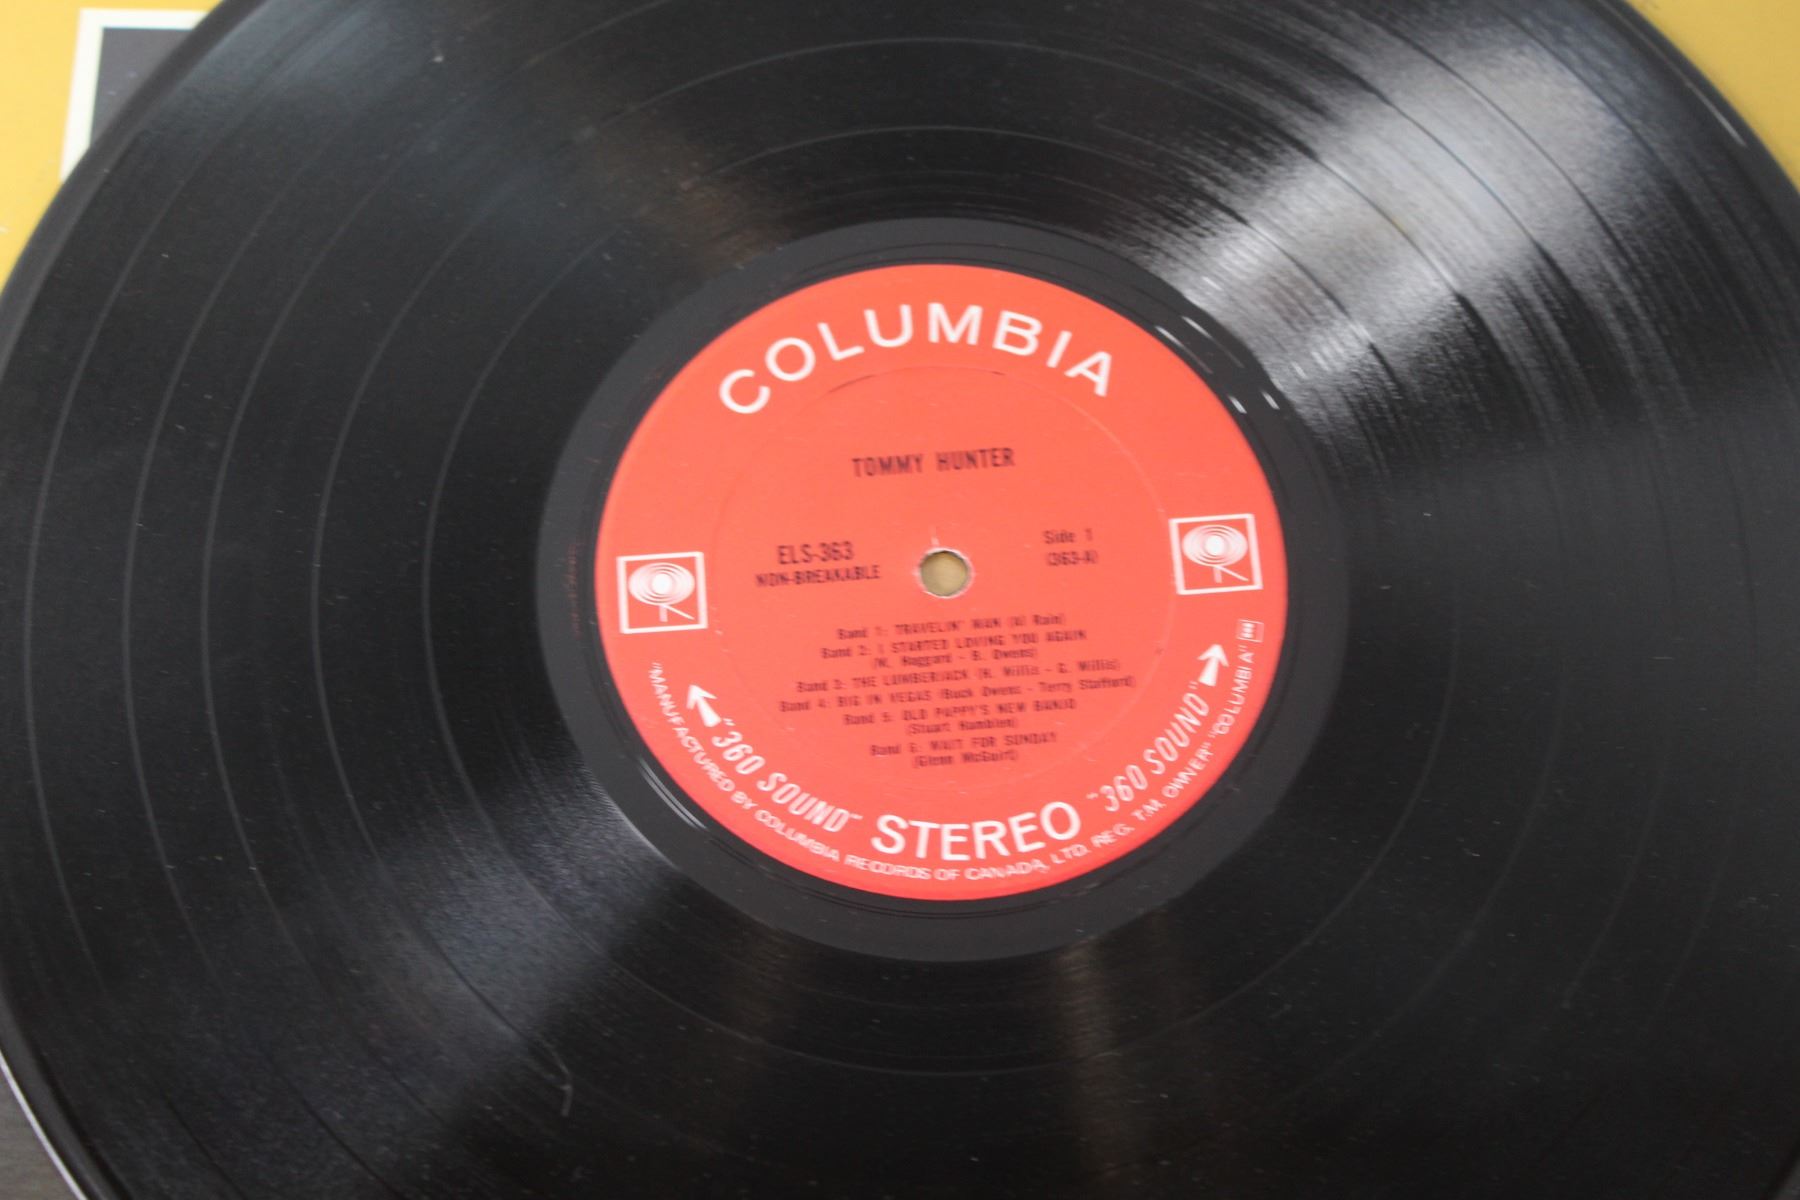 COLUMBIA
TOMMY HUNTER
ELS-363
NON-BREAKABLE
Side 1
(363-A)
Band 1: TRAVELIN' MAN (Al Rain)
Band 2: I STARTED LOVING YOU AGAIN
(M. Haggard - B. Owens)
Band 3: THE LUMBERJACK (H. Willis - G. Willis)
Band 4: BIG IN VEGAS (Buck Owens - Terry Stafford)
Band 5: OLD PAPPY'S NEW BANJO
(Stuart Hamblen)
Band 6: WAIT FOR SUNDAY
(Glenn McGuirt)
"360 SOUND" STEREO "360 SOUND"
"MANUFACTURED BY COLUMBIA RECORDS OF CANADA, LTD. REG. T.M. OWNER" "COLUMBIA"